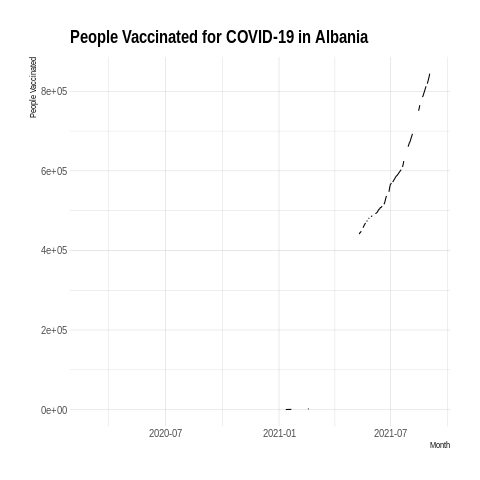 People Vaccinated for COVID-19 in Albania
People Vaccinated
8e+05
6e+05
4e+05
2e+05
0e+00
2020-07
2021-01
2021-07
Month